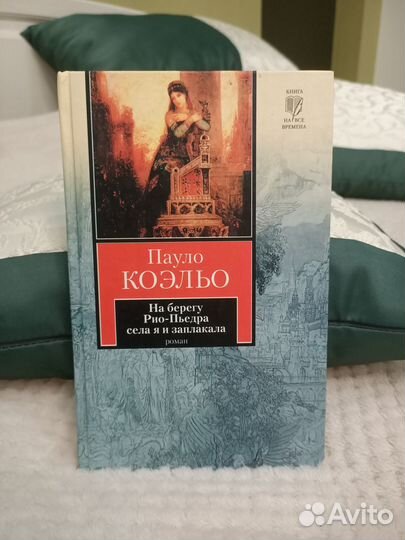 КНИГА
НА ВСЕ
ВРЕМЕНА
Пауло
КОЭЛЬО
На берегу
Рио-Пьедра
села я и заплакала
роман
Avito